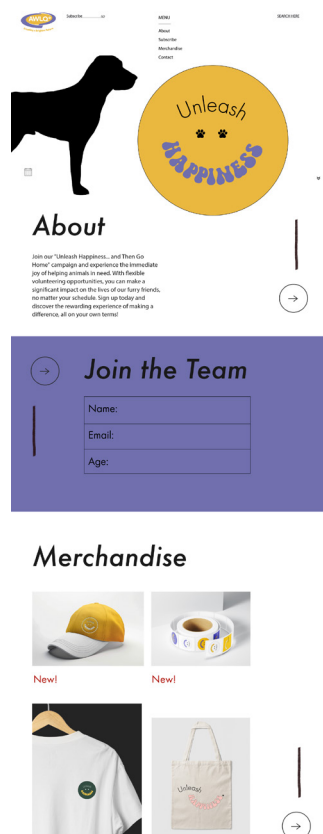 AWLQ
Subscribe
MENU
About
Subscribe
Merchandise
Contact
SEARCH HERE
Unleash
HAPPINESS
About
Join our "Unleash Happiness... and Then Go
Home" campaign and experience the immediate
joy of helping animals in need. With flexible
volunteering opportunities, you can make a
significant impact on the lives of our furry friends,
no matter your schedule. Sign up today and
discover the rewarding experience of making a
difference, all on your own terms!
Join the Team
Name:
Email:
Age:
Merchandise
New!
New!
Unleash
HAPPINESS